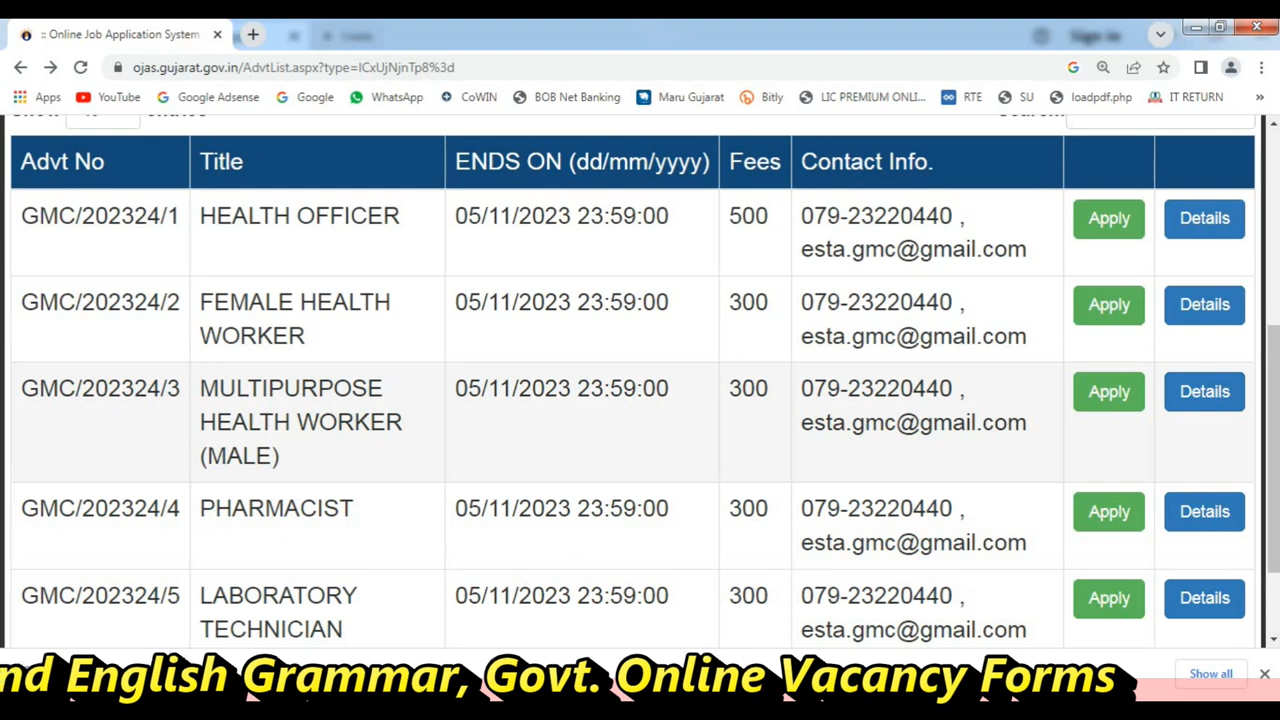 :: Online Job Application System
Sign in
ojas.gujarat.gov.in/AdvtList.aspx?type=lCxUjNjnTp8%3d
Apps YouTube Google Adsense Google WhatsApp CoWIN BOB Net Banking Maru Gujarat Bitly LIC PREMIUM ONLI... RTE SU loadpdf.php IT RETURN »
Advt No Title ENDS ON (dd/mm/yyyy) Fees Contact Info.
GMC/202324/1 HEALTH OFFICER 05/11/2023 23:59:00 500 079-23220440 , Apply Details
esta.gmc@gmail.com
GMC/202324/2 FEMALE HEALTH 05/11/2023 23:59:00 300 079-23220440 , Apply Details
WORKER esta.gmc@gmail.com
GMC/202324/3 MULTIPURPOSE 05/11/2023 23:59:00 300 079-23220440 , Apply Details
HEALTH WORKER esta.gmc@gmail.com
(MALE)
GMC/202324/4 PHARMACIST 05/11/2023 23:59:00 300 079-23220440 , Apply Details
esta.gmc@gmail.com
GMC/202324/5 LABORATORY 05/11/2023 23:59:00 300 079-23220440 , Apply Details
TECHNICIAN esta.gmc@gmail.com
nd English Grammar, Govt. Online Vacancy Forms
Show all